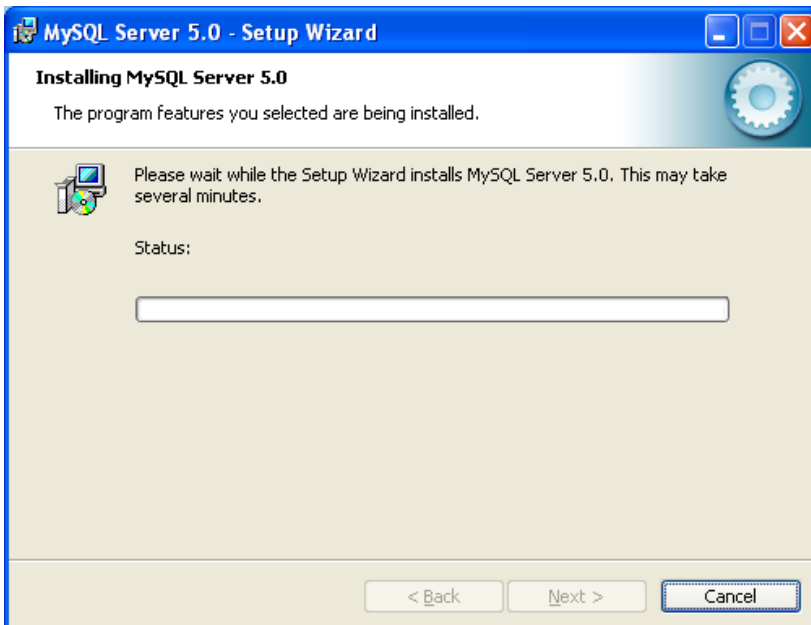 MySQL Server 5.0 - Setup Wizard
Installing MySQL Server 5.0
The program features you selected are being installed.
Please wait while the Setup Wizard installs MySQL Server 5.0. This may take
several minutes.
Status:
< Back Next > Cancel